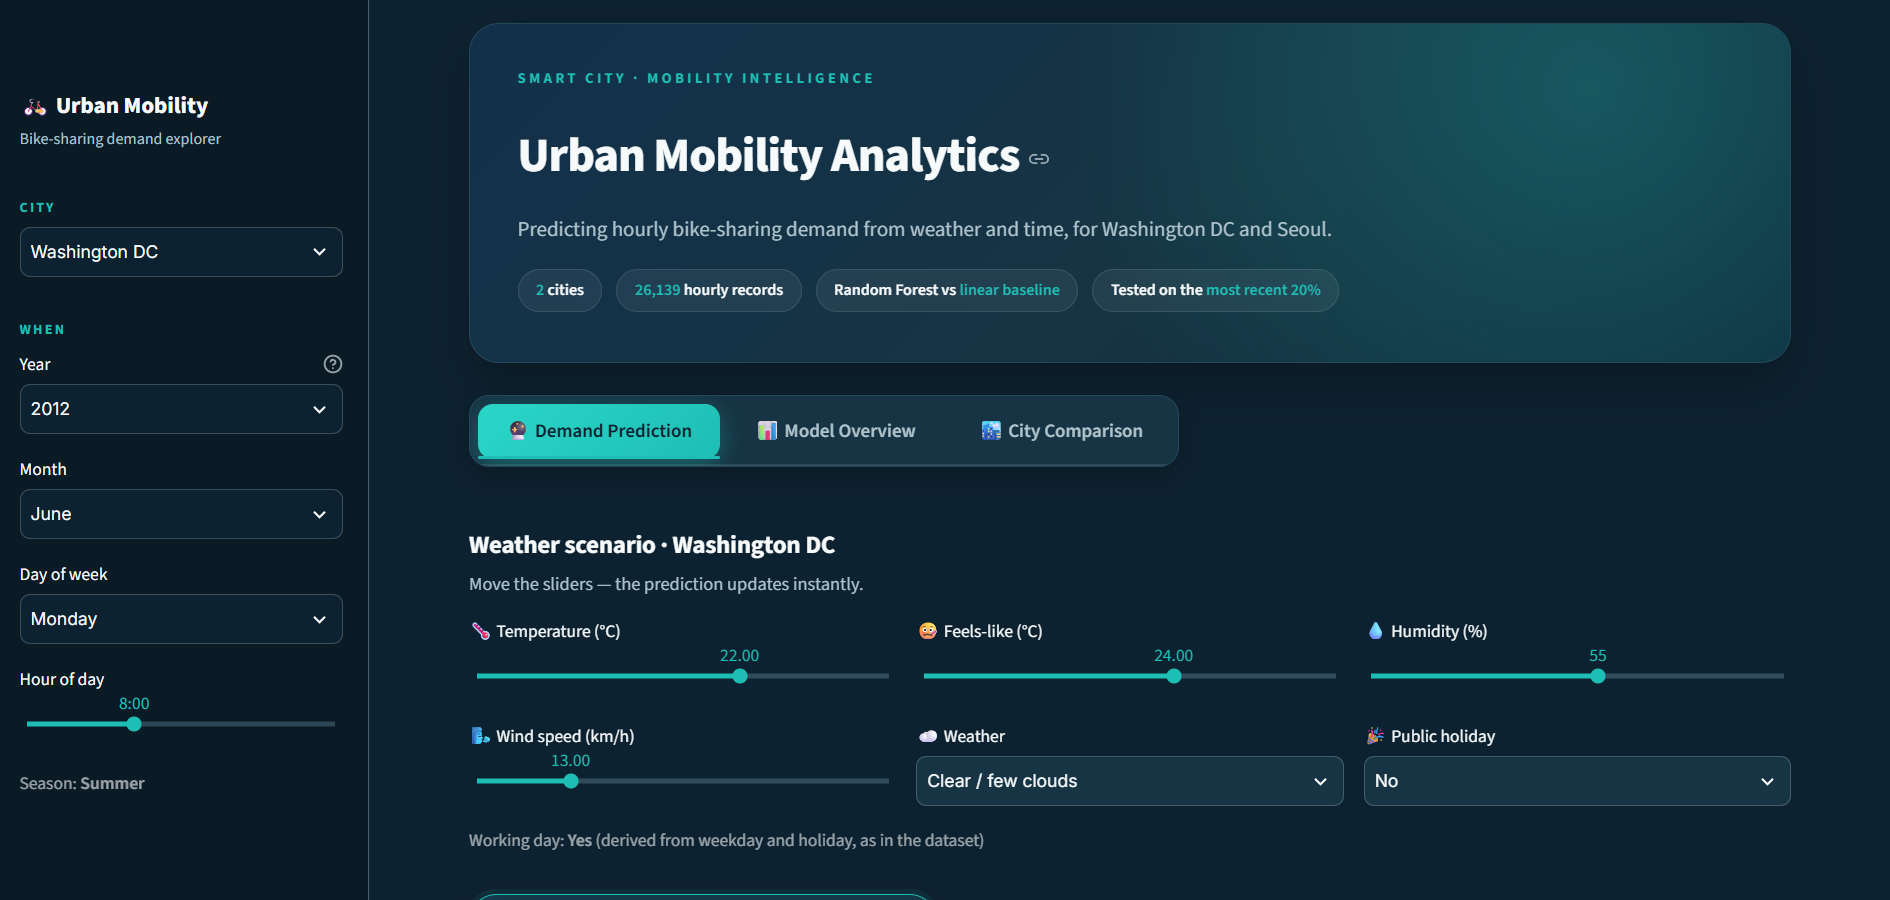 Urban Mobility
Bike-sharing demand explorer
CITY
Washington DC
WHEN
Year
2012
Month
June
Day of week
Monday
Hour of day
8:00
Season: Summer
SMART CITY · MOBILITY INTELLIGENCE
Urban Mobility Analytics
Predicting hourly bike-sharing demand from weather and time, for Washington DC and Seoul.
2 cities
26,139 hourly records
Random Forest vs linear baseline
Tested on the most recent 20%
Demand Prediction
Model Overview
City Comparison
Weather scenario · Washington DC
Move the sliders — the prediction updates instantly.
Temperature (°C)
22.00
Feels-like (°C)
24.00
Humidity (%)
55
Wind speed (km/h)
13.00
Weather
Clear / few clouds
Public holiday
No
Working day: Yes (derived from weekday and holiday, as in the dataset)